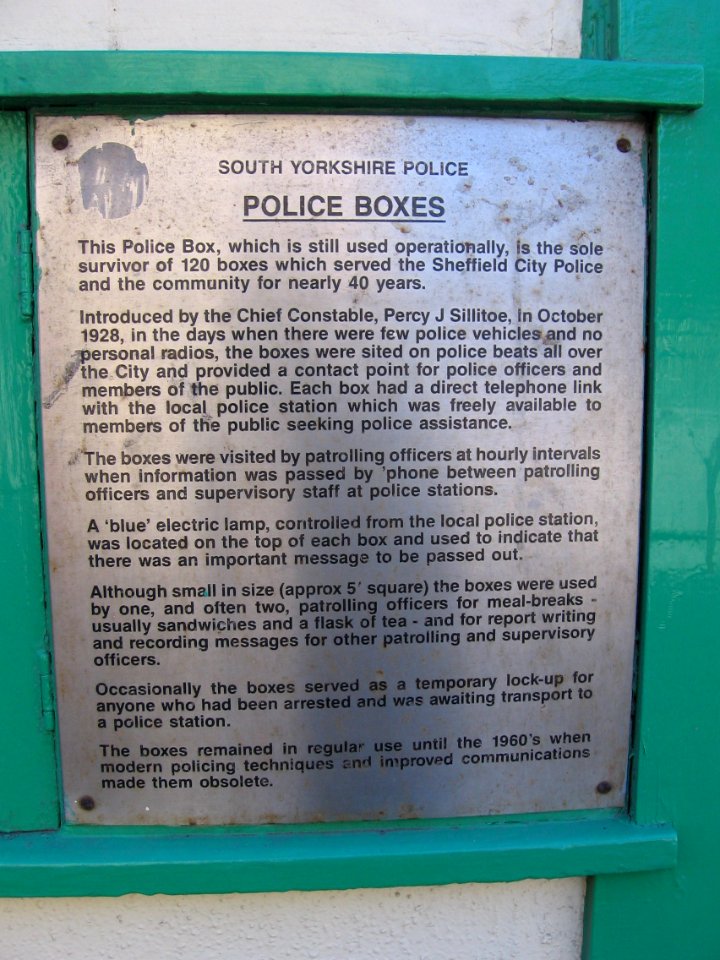 SOUTH YORKSHIRE POLICE
POLICE BOXES
This Police Box, which is still used operationally, is the sole
survivor of 120 boxes which served the Sheffield City Police
and the community for nearly 40 years.
Introduced by the Chief Constable, Percy J Sillitoe, in October
1928, in the days when there were few police vehicles and no
personal radios, the boxes were sited on police beats all over
the City and provided a contact point for police officers and
members of the public. Each box had a direct telephone link
with the local police station which was freely available to
members of the public seeking police assistance.
The boxes were visited by patrolling officers at hourly intervals
when information was passed by 'phone between patrolling
officers and supervisory staff at police stations.
A 'blue' electric lamp, controlled from the local police station,
was located on the top of each box and used to indicate that
there was an important message to be passed out.
Although small in size (approx 5' square) the boxes were used
by one, and often two, patrolling officers for meal-breaks -
usually sandwiches and a flask of tea - and for report writing
and recording messages for other patrolling and supervisory
officers.
Occasionally the boxes served as a temporary lock-up for
anyone who had been arrested and was awaiting transport to
a police station.
The boxes remained in regular use until the 1960's when
modern policing techniques and improved communications
made them obsolete.